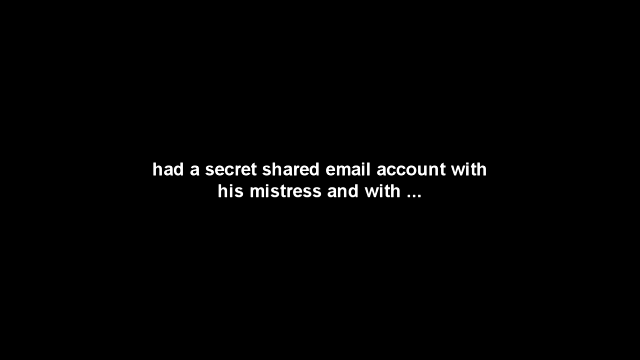 had a secret shared email account with
his mistress and with ...